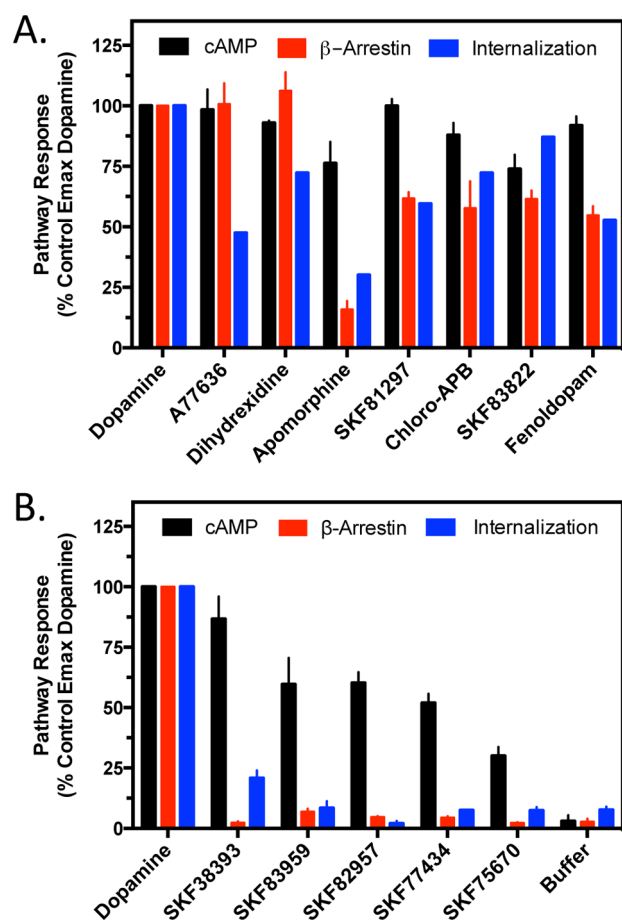 A.
cAMP β–Arrestin Internalization
Pathway Response
(% Control Emax Dopamine)
125
100
75
50
25
0
Dopamine
A77636
Dihydrexidine
Apomorphine
SKF81297
Chloro-APB
SKF83822
Fenoldopam
B.
cAMP β-Arrestin Internalization
Pathway Response
(% Control Emax Dopamine)
125
100
75
50
25
0
Dopamine
SKF38393
SKF83959
SKF82957
SKF77434
SKF75670
Buffer